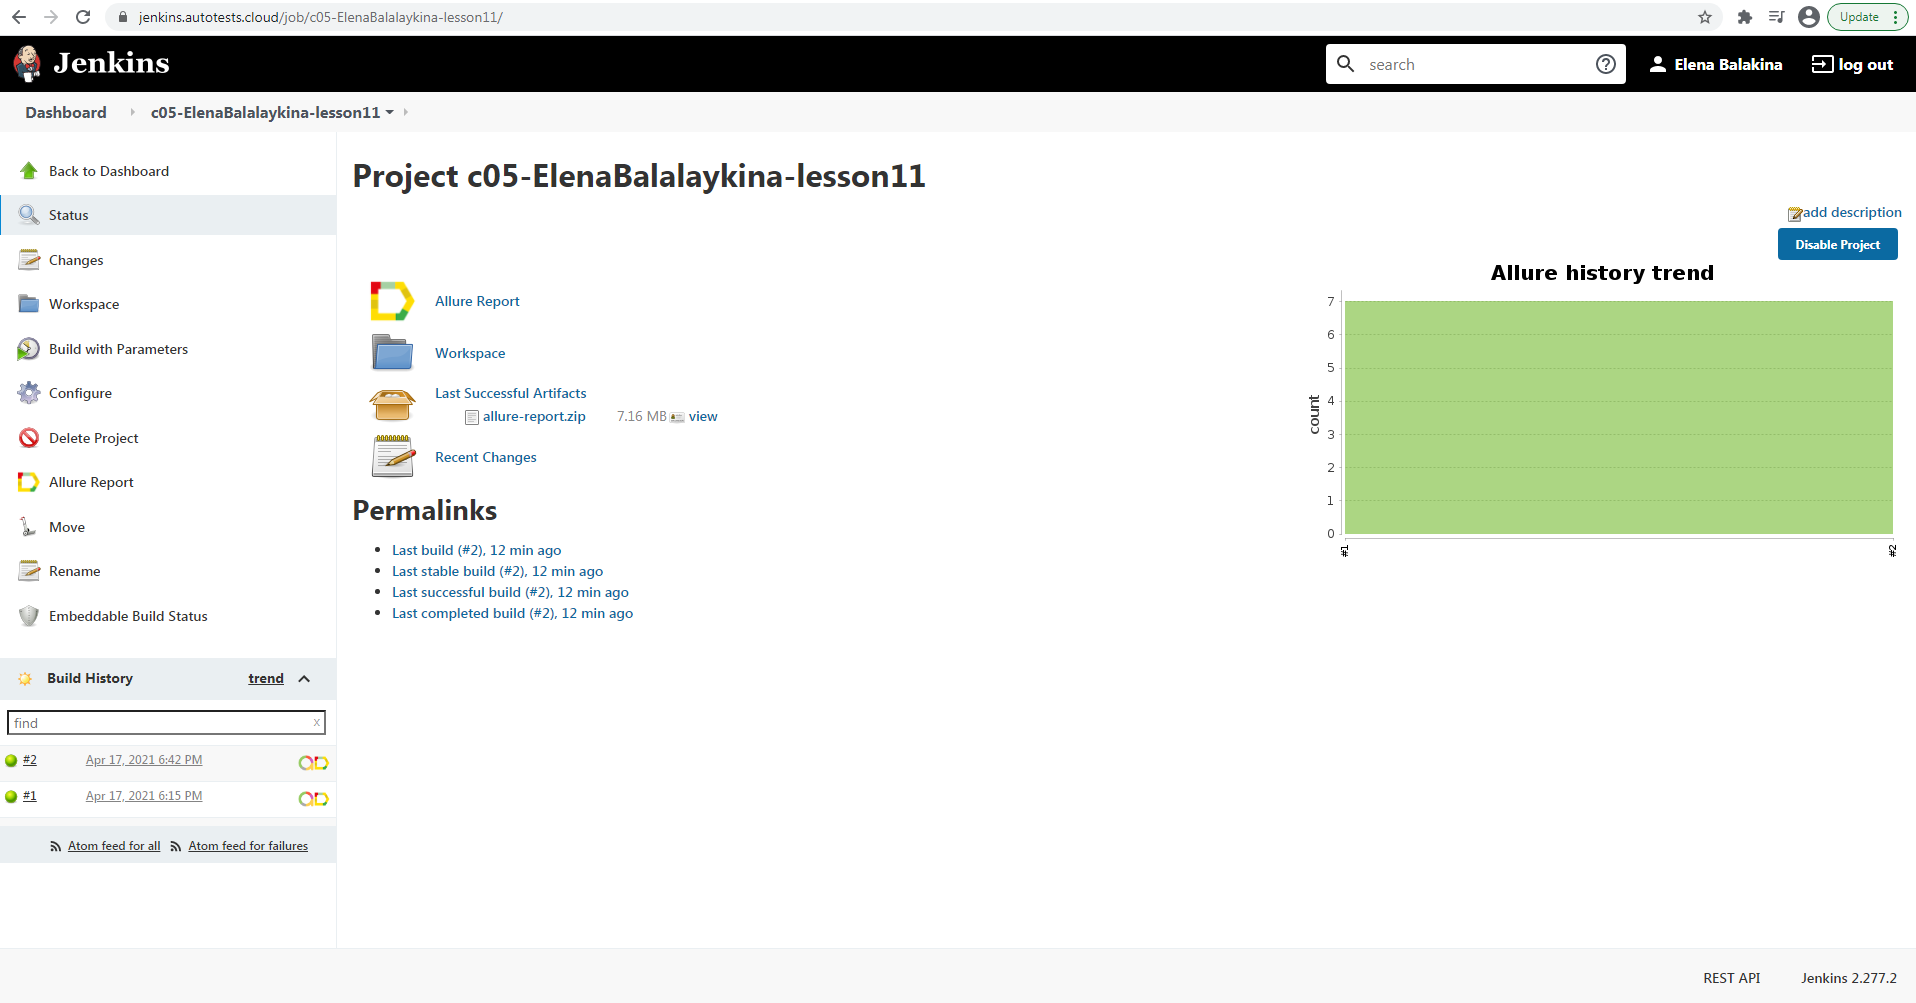 jenkins.autotests.cloud/job/c05-ElenaBalalaykina-lesson11/
Update
Jenkins
search
Elena Balakina
log out
Dashboard
c05-ElenaBalalaykina-lesson11
Back to Dashboard
Status
Changes
Workspace
Build with Parameters
Configure
Delete Project
Allure Report
Move
Rename
Embeddable Build Status
Build History
trend
find
x
#2
Apr 17, 2021 6:42 PM
#1
Apr 17, 2021 6:15 PM
Atom feed for all
Atom feed for failures
Project c05-ElenaBalalaykina-lesson11
add description
Disable Project
Allure Report
Workspace
Last Successful Artifacts
allure-report.zip
7.16 MB
view
Recent Changes
Permalinks
Last build (#2), 12 min ago
Last stable build (#2), 12 min ago
Last successful build (#2), 12 min ago
Last completed build (#2), 12 min ago
Allure history trend
count
7
6
5
4
3
2
1
0
#1
#2
REST API
Jenkins 2.277.2